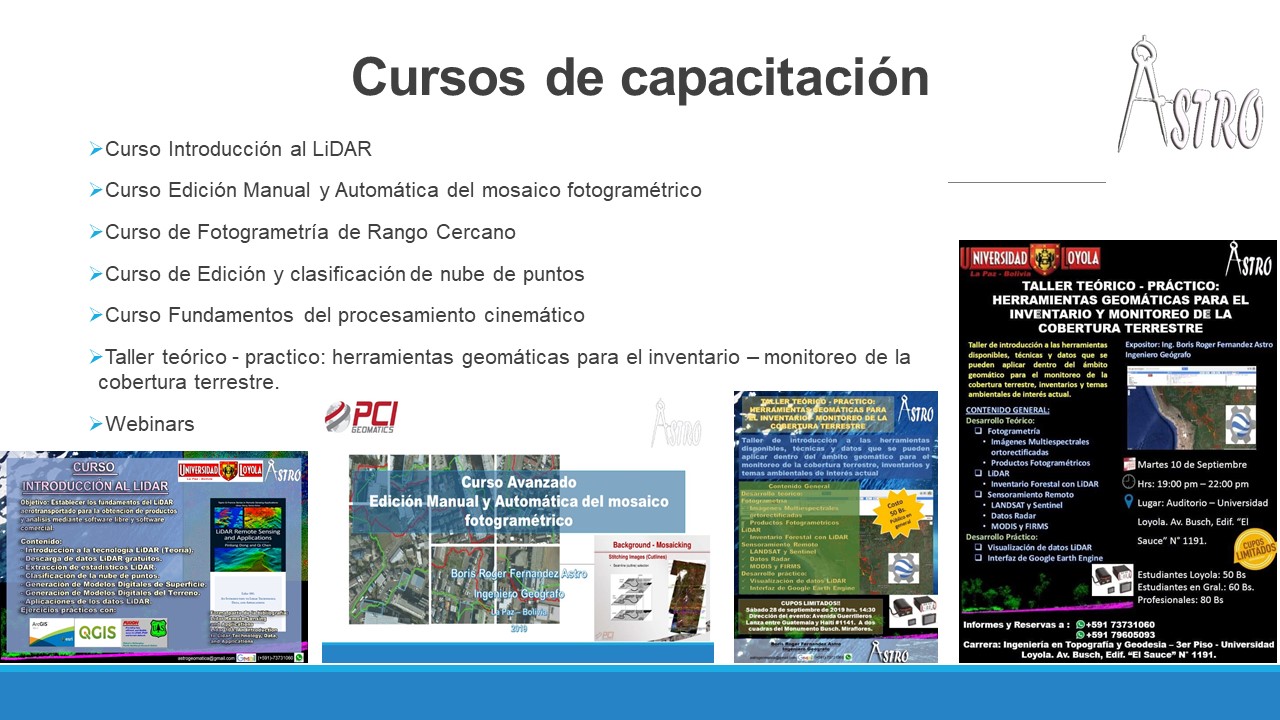 Cursos de capacitación
ASTRO
Curso Introducción al LiDAR
Curso Edición Manual y Automática del mosaico fotogramétrico
Curso de Fotogrametría de Rango Cercano
Curso de Edición y clasificación de nube de puntos
Curso Fundamentos del procesamiento cinemático
Taller teórico - practico: herramientas geomáticas para el inventario – monitoreo de la
cobertura terrestre.
Webinars
CURSO
INTRODUCCIÓN AL LIDAR
UNIVERSIDAD LOYOLA
ASTRO
Objetivo: Establecer los fundamentos del LiDAR
aerotransportado para la obtención de productos
y análisis mediante software libre y software
comercial
Contenido:
Introducción a la tecnología LiDAR (Teoría).
Descarga de datos LiDAR gratuitos.
Extracción de estadísticos LiDAR.
Clasificación de la nube de puntos.
Generación de Modelos Digitales de Superficie.
Generación de Modelos Digitales del Terreno.
Aplicaciones de los datos LiDAR.
Ejercicios prácticos con:
ArcGIS
QGIS
LiDAR Remote Sensing
and Applications
Pinliang Dong and Qi Chen
LiDAR Remote
Sensing
and Applications
Technology, Data
and Applications
astrogeomatica@gmail.com
(+591)-73731060
PCI
GEOMATICS
ASTRO
Curso Avanzado
Edición Manual y Automática del mosaico
fotogramétrico
Boris Roger Fernandez Astro
Ingeniero Geógrafo
La Paz – Bolivia
2019
Background - Mosaicking
Stitching Images (Cutlines)
TALLER TEÓRICO - PRACTICO:
HERRAMIENTAS GEOMÁTICAS PARA
EL INVENTARIO Y MONITOREO DE LA
COBERTURA TERRESTRE
ASTRO
Taller de introducción a las herramientas
disponibles, técnicas y datos que se pueden
aplicar dentro del ámbito geomático para el
monitoreo de la cobertura terrestre, inventarios y
temas ambientales de interés actual
Contenido General
Desarrollo teórico:
Fotogrametría
Imágenes Multiespectrales
ortorectificadas
Productos Fotogramétricos
LiDAR
Inventario Forestal con LiDAR
Sensoramiento Remoto
LANDSAT y Sentinel
Datos Radar
MODIS y FIRMS
Desarrollo práctico:
Visualización de datos LiDAR
Interfaz de Google Earth Engine
Costo
50 Bs.
Público en
general
CUPOS LIMITADOS!!
Sábado 28 de septiembre de 2019 hrs. 14:30
Dirección del evento: Avenida Guerrilleros
Lanza entre Guatemala y Haití #1141. A dos
cuadras del Monumento Busch. Miraflores.
Boris Roger Fernandez Astro
Ingeniero Geógrafo
ASTRO
UNIVERSIDAD LOYOLA
La Paz - Bolivia
ASTRO
TALLER TEÓRICO - PRÁCTICO:
HERRAMIENTAS GEOMÁTICAS PARA EL
INVENTARIO Y MONITOREO DE LA
COBERTURA TERRESTRE
Taller de introducción a las herramientas
disponibles, técnicas y datos que se
pueden aplicar dentro del ámbito
geomático para el monitoreo de la
cobertura terrestre, inventarios y temas
ambientales de interés actual.
Expositor: Ing. Boris Roger Fernandez Astro
Ingeniero Geógrafo
CONTENIDO GENERAL:
Desarrollo Teórico:
Fotogrametría
Imágenes Multiespectrales
ortorectificadas
Productos Fotogramétricos
LiDAR
Inventario Forestal con LiDAR
Sensoramiento Remoto
LANDSAT y Sentinel
Datos Radar
MODIS y FIRMS
Desarrollo Práctico:
Visualización de datos LiDAR
Interfaz de Google Earth Engine
Martes 10 de Septiembre
Hrs: 19:00 pm – 22:00 pm
Lugar: Auditorio – Universidad
Loyola. Av. Busch, Edif. "El
Sauce" N° 1191.
CUPOS
LIMITADOS
Estudiantes Loyola: 50 Bs
Estudiantes en Gral.: 60 Bs.
Profesionales: 80 Bs
Informes y Reservas a :
+591 73731060
+591 79605093
Carrera: Ingeniería en Topografía y Geodesia – 3er Piso - Universidad
Loyola. Av. Busch, Edif. "El Sauce" N° 1191.